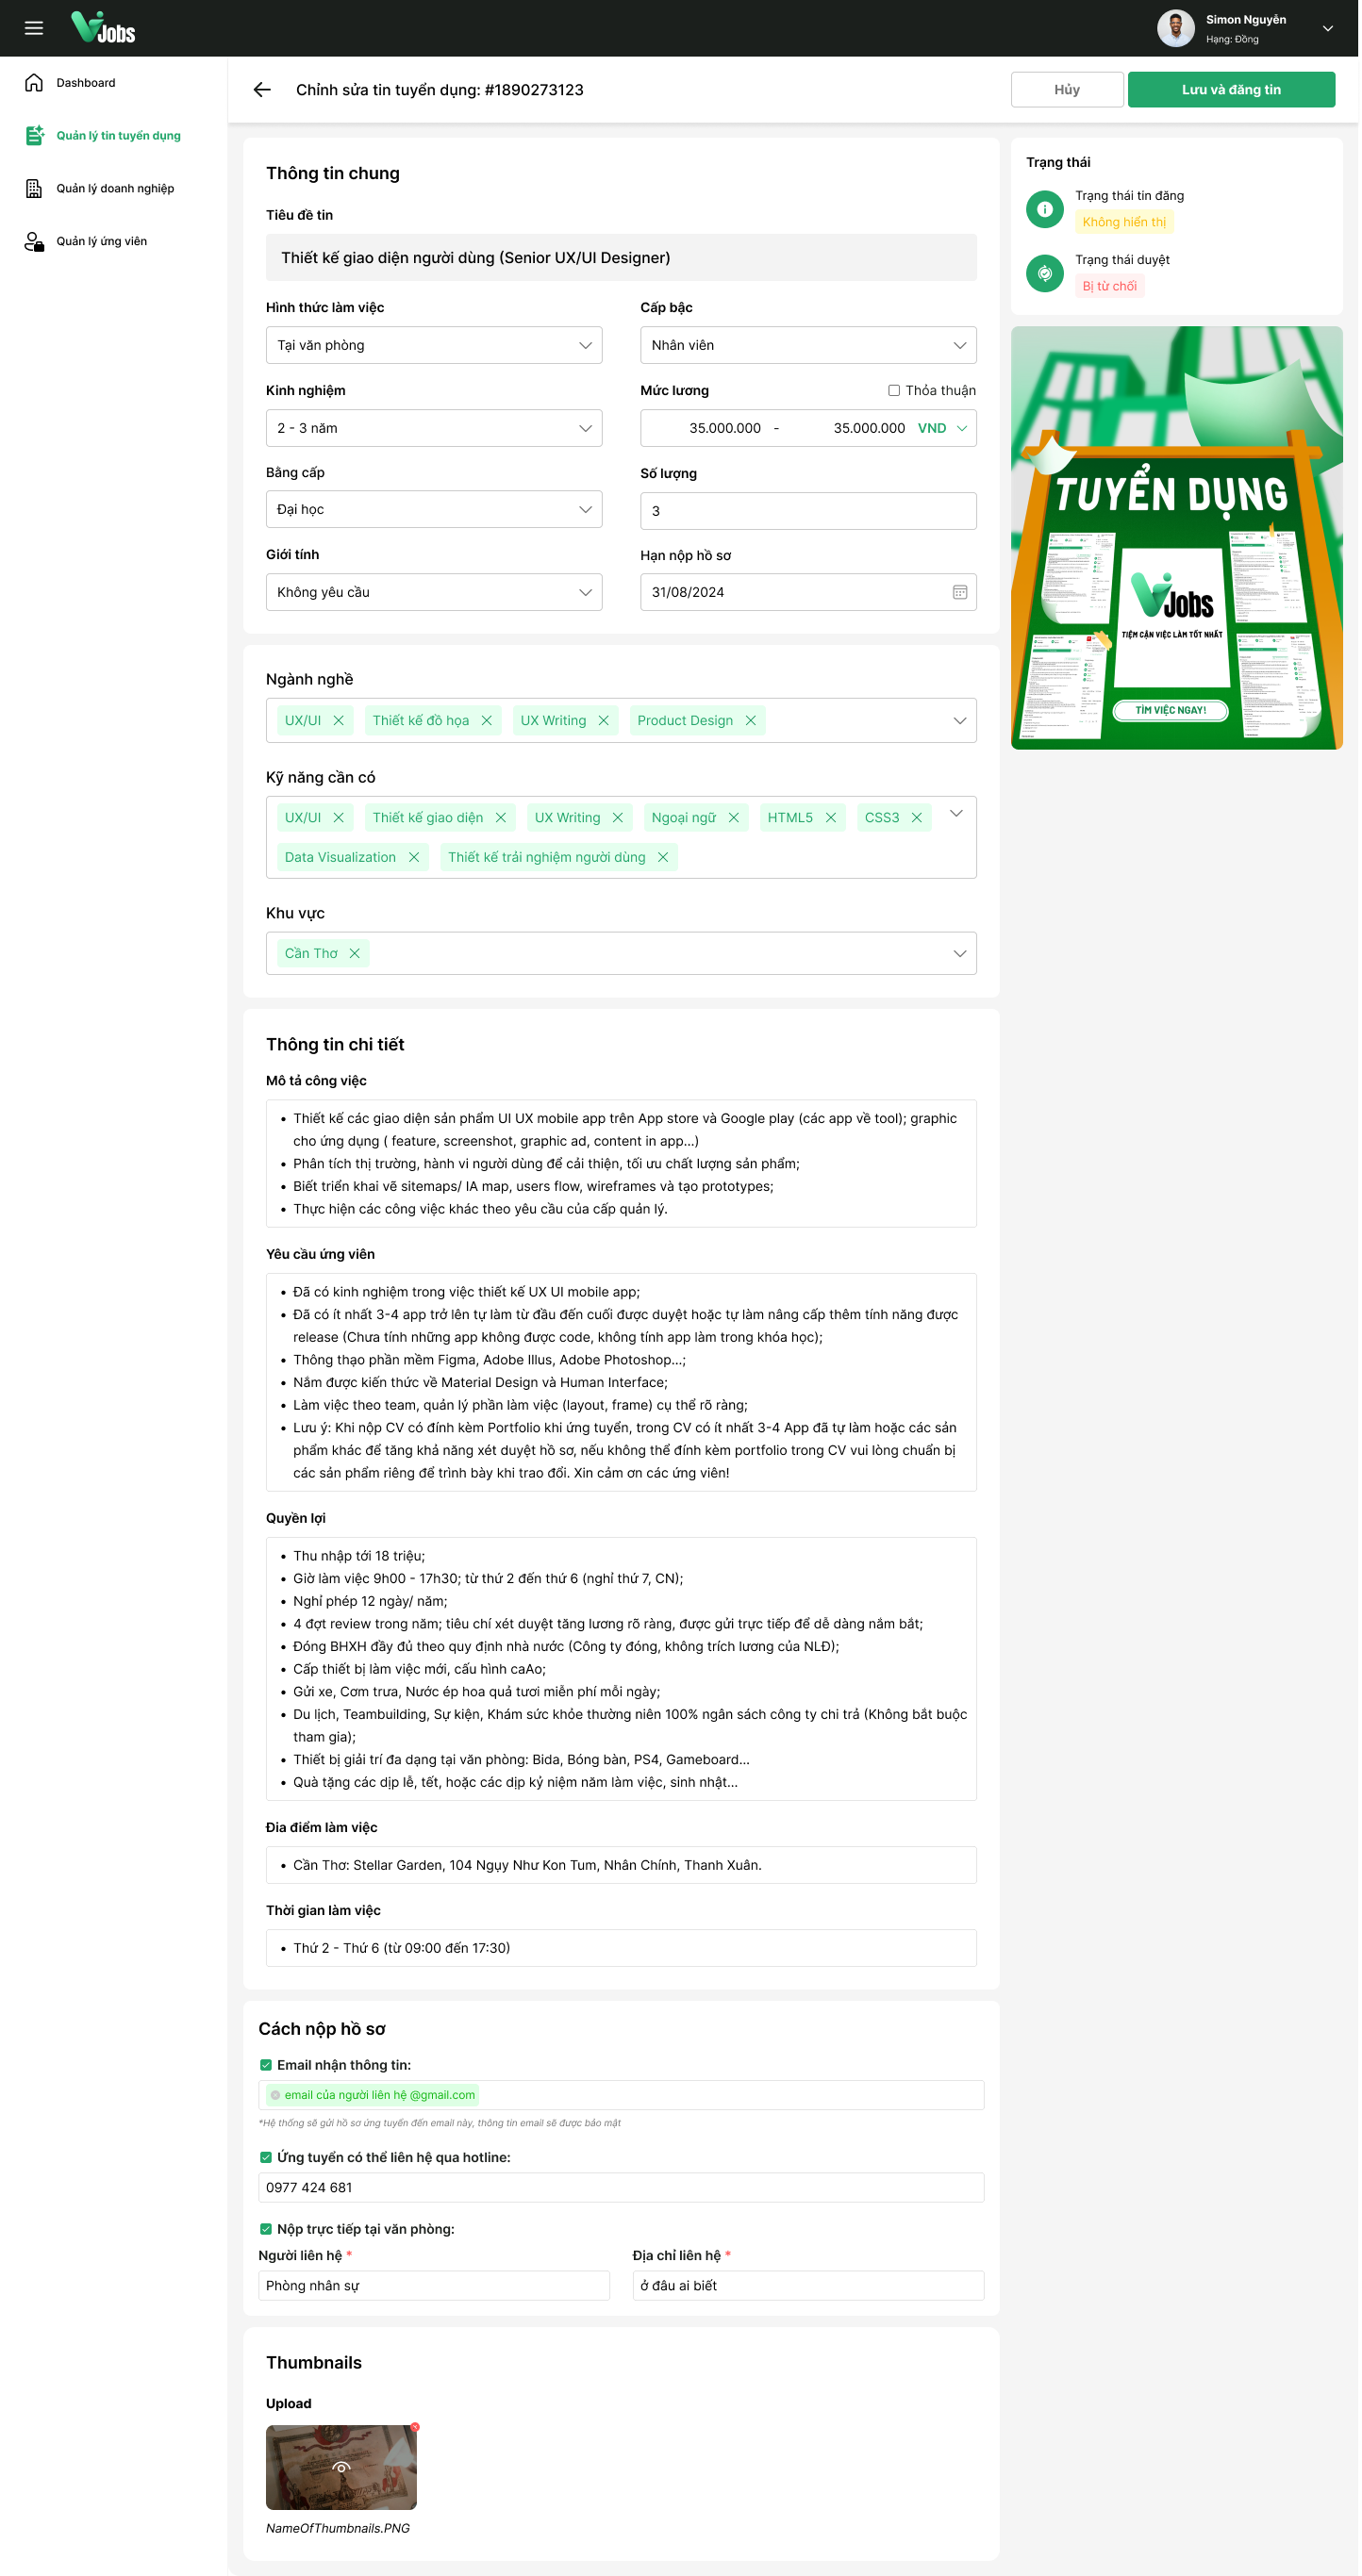 ViJobs
Simon Nguyễn
Hạng: Đồng
Dashboard
Quản lý tin tuyển dụng
Quản lý doanh nghiệp
Quản lý ứng viên
Chỉnh sửa tin tuyển dụng: #1890273123
Hủy
Lưu và đăng tin
Thông tin chung
Tiêu đề tin
Thiết kế giao diện người dùng (Senior UX/UI Designer)
Hình thức làm việc
Cấp bậc
Tại văn phòng
Nhân viên
Kinh nghiệm
Mức lương
Thỏa thuận
2 - 3 năm
35.000.000 - 35.000.000 VND
Bằng cấp
Số lượng
Đại học
3
Giới tính
Hạn nộp hồ sơ
Không yêu cầu
31/08/2024
Trạng thái
Trạng thái tin đăng
Không hiển thị
Trạng thái duyệt
Bị từ chối
TUYỂN DỤNG
ViJobs
TIỆM CẬN VIỆC LÀM TỐT NHẤT
TÌM VIỆC NGAY!
Ngành nghề
UX/UI Thiết kế đồ họa UX Writing Product Design
Kỹ năng cần có
UX/UI Thiết kế giao diện UX Writing Ngoại ngữ HTML5 CSS3
Data Visualization Thiết kế trải nghiệm người dùng
Khu vực
Cần Thơ
Thông tin chi tiết
Mô tả công việc
• Thiết kế các giao diện sản phẩm UI UX mobile app trên App store và Google play (các app về tool); graphic
cho ứng dụng ( feature, screenshot, graphic ad, content in app...)
• Phân tích thị trường, hành vi người dùng để cải thiện, tối ưu chất lượng sản phẩm;
• Biết triển khai vẽ sitemaps/ IA map, users flow, wireframes và tạo prototypes;
• Thực hiện các công việc khác theo yêu cầu của cấp quản lý.
Yêu cầu ứng viên
• Đã có kinh nghiệm trong việc thiết kế UX UI mobile app;
• Đã có ít nhất 3-4 app trở lên tự làm từ đầu đến cuối được duyệt hoặc tự làm nâng cấp thêm tính năng được
release (Chưa tính những app không được code, không tính app làm trong khóa học);
• Thông thạo phần mềm Figma, Adobe Illus, Adobe Photoshop...;
• Nắm được kiến thức về Material Design và Human Interface;
• Làm việc theo team, quản lý phần làm việc (layout, frame) cụ thể rõ ràng;
• Lưu ý: Khi nộp CV có đính kèm Portfolio khi ứng tuyển, trong CV có ít nhất 3-4 App đã tự làm hoặc các sản
phẩm khác để tăng khả năng xét duyệt hồ sơ, nếu không thể đính kèm portfolio trong CV vui lòng chuẩn bị
các sản phẩm riêng để trình bày khi trao đổi. Xin cảm ơn các ứng viên!
Quyền lợi
• Thu nhập tới 18 triệu;
• Giờ làm việc 9h00 - 17h30; từ thứ 2 đến thứ 6 (nghỉ thứ 7, CN);
• Nghỉ phép 12 ngày/ năm;
• 4 đợt review trong năm; tiêu chí xét duyệt tăng lương rõ ràng, được gửi trực tiếp để dễ dàng nắm bắt;
• Đóng BHXH đầy đủ theo quy định nhà nước (Công ty đóng, không trích lương của NLĐ);
• Cấp thiết bị làm việc mới, cấu hình caAo;
• Gửi xe, Cơm trưa, Nước ép hoa quả tươi miễn phí mỗi ngày;
• Du lịch, Teambuilding, Sự kiện, Khám sức khỏe thường niên 100% ngân sách công ty chi trả (Không bắt buộc
tham gia);
• Thiết bị giải trí đa dạng tại văn phòng: Bida, Bóng bàn, PS4, Gameboard...
• Quà tặng các dịp lễ, tết, hoặc các dịp kỷ niệm năm làm việc, sinh nhật...
Đia điểm làm việc
• Cần Thơ: Stellar Garden, 104 Ngụy Như Kon Tum, Nhân Chính, Thanh Xuân.
Thời gian làm việc
• Thứ 2 - Thứ 6 (từ 09:00 đến 17:30)
Cách nộp hồ sơ
Email nhận thông tin:
email của người liên hệ @gmail.com
*Hệ thống sẽ gửi hồ sơ ứng tuyển đến email này, thông tin email sẽ được bảo mật
Ứng tuyển có thể liên hệ qua hotline:
0977 424 681
Nộp trực tiếp tại văn phòng:
Người liên hệ *
Địa chỉ liên hệ *
Phòng nhân sự
ở đâu ai biết
Thumbnails
Upload
NameOfThumbnails.PNG